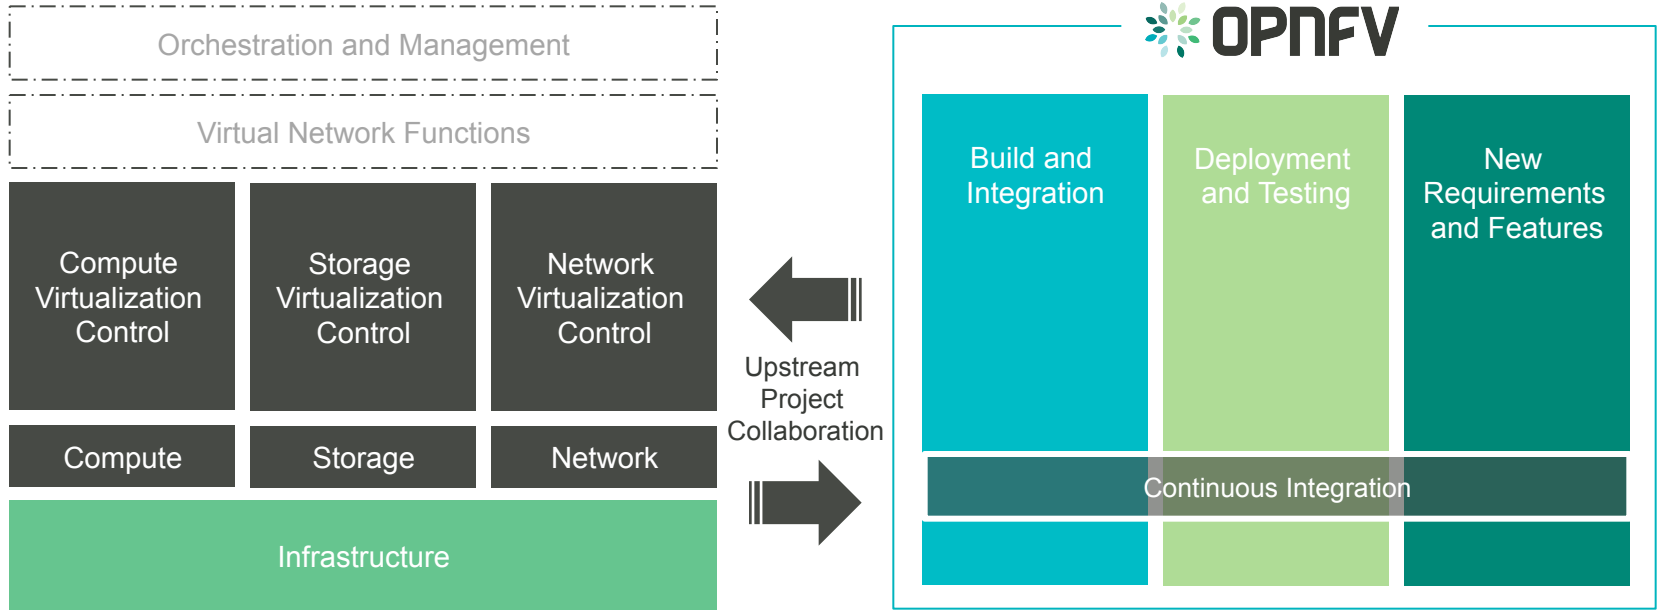 Orchestration and Management
Virtual Network Functions
Compute
Virtualization
Control
Storage
Virtualization
Control
Network
Virtualization
Control
Compute
Storage
Network
Infrastructure
Upstream
Project
Collaboration
OPNFV
Build and
Integration
Deployment
and Testing
New
Requirements
and Features
Continuous Integration